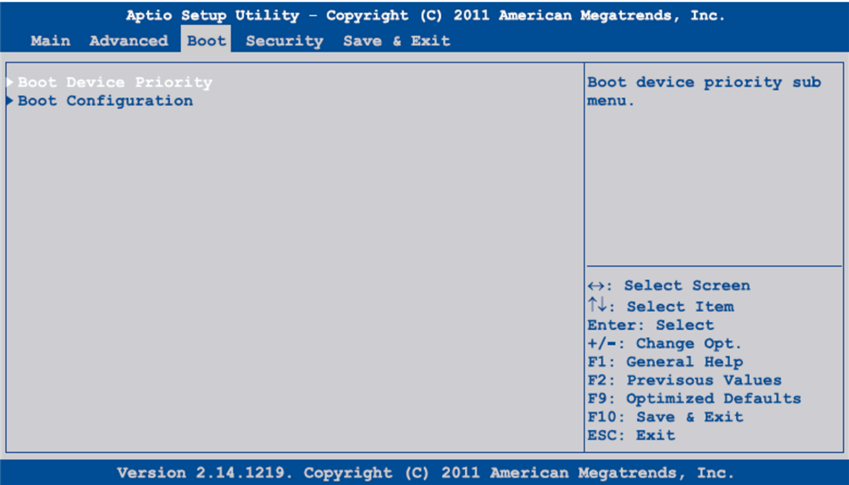 Aptio Setup Utility - Copyright (C) 2011 American Megatrends, Inc.
Main Advanced Boot Security Save & Exit
Boot Device Priority
Boot Configuration
Boot device priority sub
menu.
↔: Select Screen
↑↓: Select Item
Enter: Select
+/-: Change Opt.
F1: General Help
F2: Previsous Values
F9: Optimized Defaults
F10: Save & Exit
ESC: Exit
Version 2.14.1219. Copyright (C) 2011 American Megatrends, Inc.